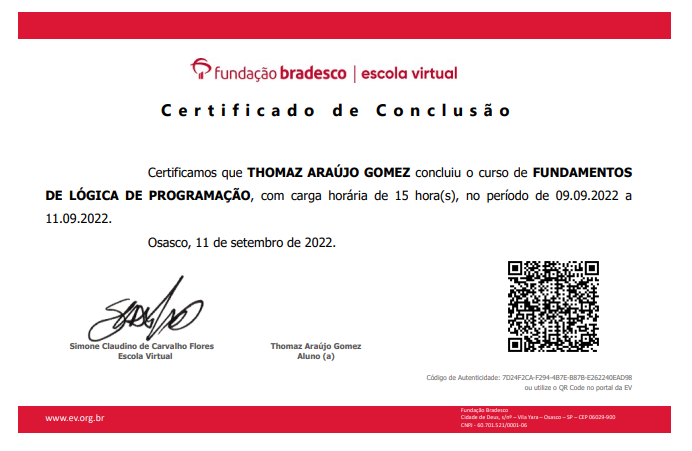 fundação bradesco | escola virtual
Certificado de Conclusão
Certificamos que THOMAZ ARAÚJO GOMEZ concluiu o curso de FUNDAMENTOS
DE LÓGICA DE PROGRAMAÇÃO, com carga horária de 15 hora(s), no período de 09.09.2022 a
11.09.2022.
Osasco, 11 de setembro de 2022.
Simone Claudino de Carvalho Flores
Escola Virtual
Thomaz Araújo Gomez
Aluno (a)
Código de Autenticidade: 7D24F2CA-F294-4B7E-B87B-E262240EAD98
ou utilize o QR Code no portal da EV
www.ev.org.br
Fundação Bradesco
Cidade de Deus, s/nº – Vila Yara – Osasco – SP – CEP 06029-900
CNPJ - 60.701.521/0001-06